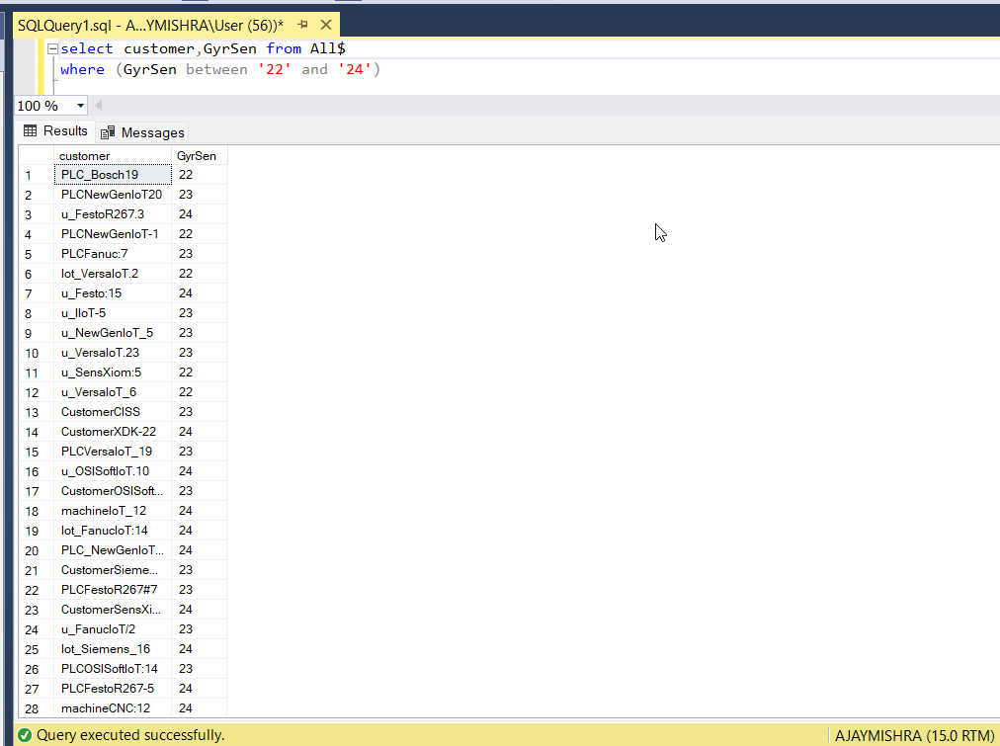 SQLQuery1.sql - A...YMISHRA\User (56))*
select customer,GyrSen from All$
where (GyrSen between '22' and '24')
100 %
Results Messages
customer GyrSen
1 PLC_Bosch19 22
2 PLCNewGenIoT20 23
3 u_FestoR267.3 24
4 PLCNewGenIoT-1 22
5 PLCFanuc:7 23
6 Iot_VersaIoT.2 22
7 u_Festo:15 24
8 u_IIoT-5 23
9 u_NewGenIoT_5 23
10 u_VersaIoT.23 23
11 u_SensXiom:5 22
12 u_VersaIoT_6 22
13 CustomerCISS 23
14 CustomerXDK-22 24
15 PLCVersaIoT_19 23
16 u_OSISoftIoT.10 24
17 CustomerOSISoft... 23
18 machineIoT_12 24
19 Iot_FanucIoT:14 24
20 PLC_NewGenIoT... 24
21 CustomerSieme... 23
22 PLCFestoR267#7 23
23 CustomerSensXi... 24
24 u_FanucIoT/2 23
25 Iot_Siemens_16 24
26 PLCOSISoftIoT:14 23
27 PLCFestoR267-5 24
28 machineCNC:12 24
Query executed successfully. AJAYMISHRA (15.0 RTM)